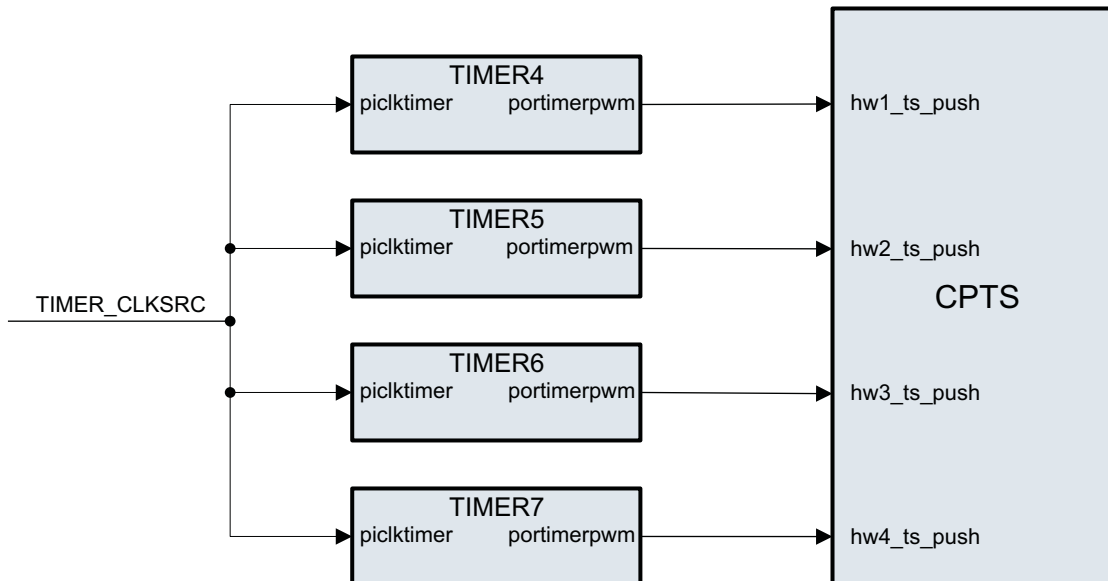 TIMER4
piclktimer portimerpwm
hw1_ts_push
TIMER5
piclktimer portimerpwm
hw2_ts_push
CPTS
TIMER_CLKSRC
TIMER6
piclktimer portimerpwm
hw3_ts_push
TIMER7
piclktimer portimerpwm
hw4_ts_push